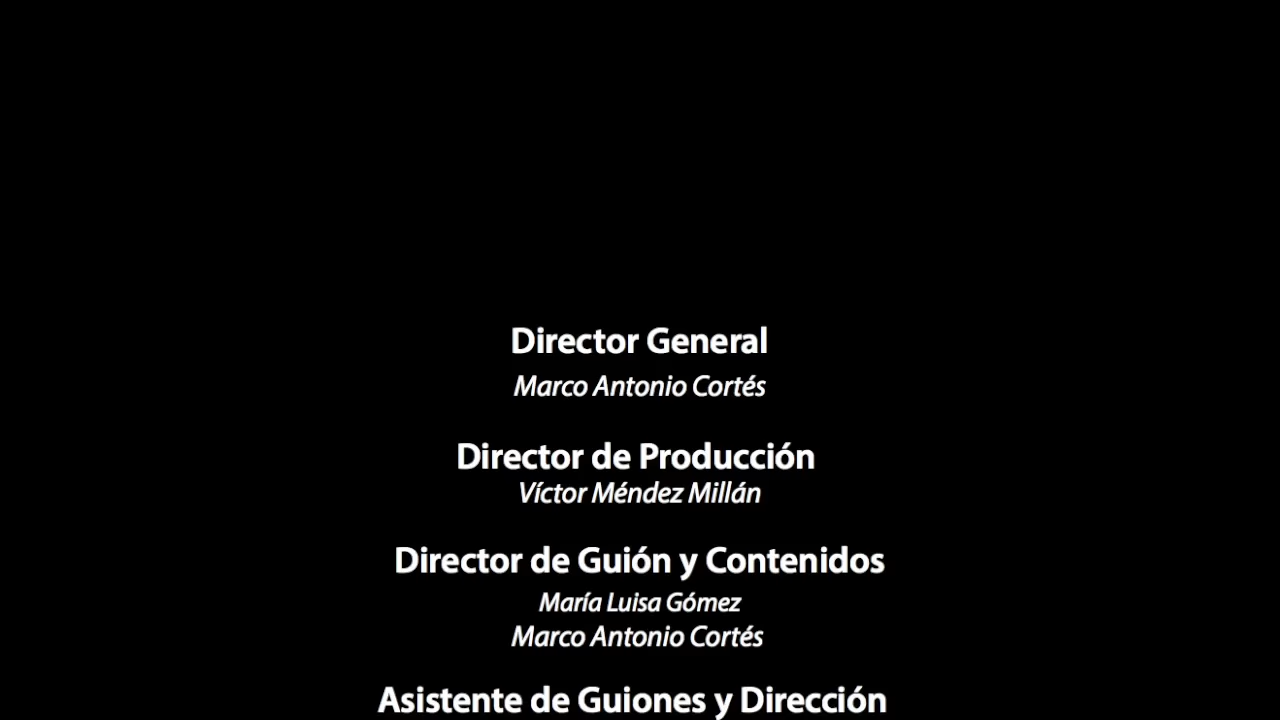 Director General
Marco Antonio Cortés
Director de Producción
Víctor Méndez Millán
Director de Guión y Contenidos
María Luisa Gómez
Marco Antonio Cortés
Asistente de Guiones y Dirección